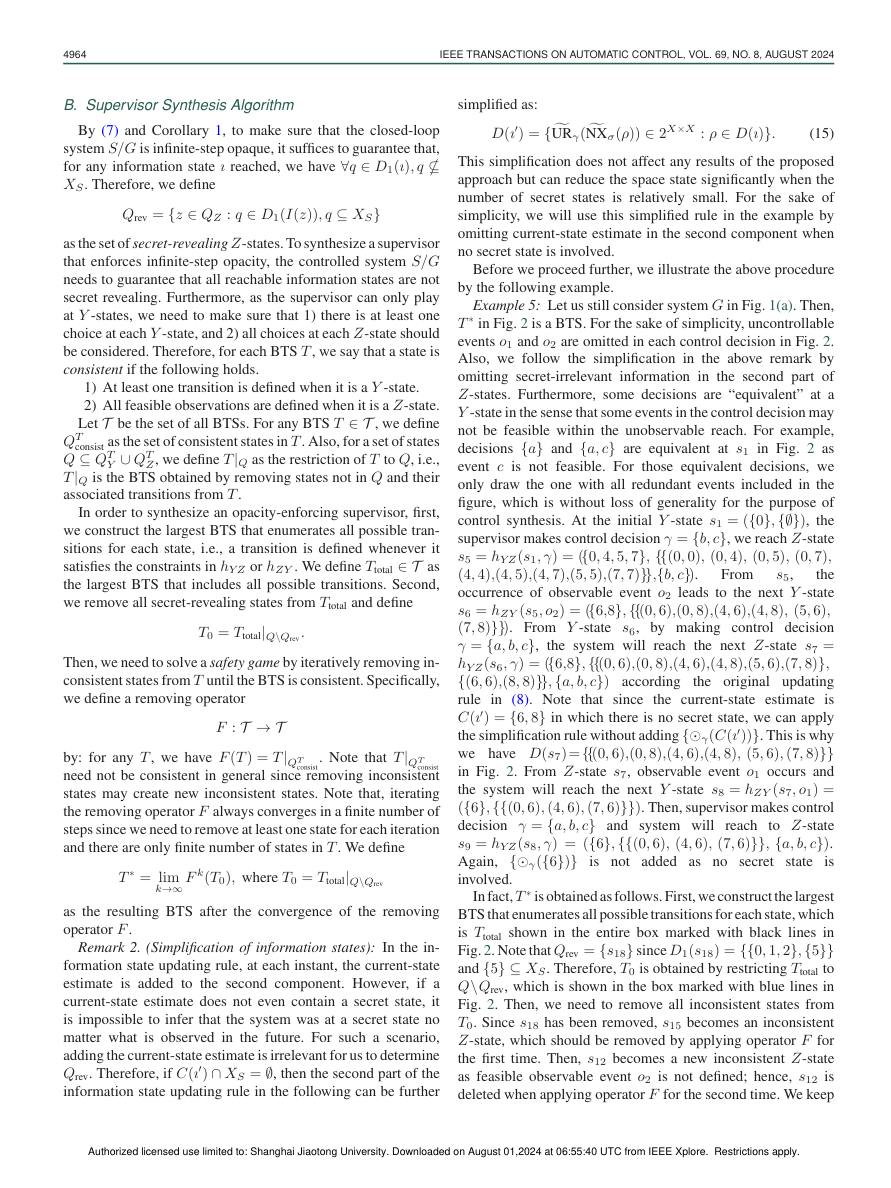 4964
IEEE TRANSACTIONS ON AUTOMATIC CONTROL, VOL. 69, NO. 8, AUGUST 2024
B. Supervisor Synthesis Algorithm
By (7) and Corollary 1, to make sure that the closed-loop
system S/G is infinite-step opaque, it suffices to guarantee that,
for any information state ı reached, we have ∀q ∈ D₁(ı), q ⊈
X_S. Therefore, we define
Q_rev = {z ∈ Q_Z : q ∈ D₁(I(z)), q ⊆ X_S}
as the set of secret-revealing Z-states. To synthesize a supervisor
that enforces infinite-step opacity, the controlled system S/G
needs to guarantee that all reachable information states are not
secret revealing. Furthermore, as the supervisor can only play
at Y-states, we need to make sure that 1) there is at least one
choice at each Y-state, and 2) all choices at each Z-state should
be considered. Therefore, for each BTS T, we say that a state is
consistent if the following holds.
1) At least one transition is defined when it is a Y-state.
2) All feasible observations are defined when it is a Z-state.
Let 𝒯 be the set of all BTSs. For any BTS T ∈ 𝒯, we define
Q^T_consist as the set of consistent states in T. Also, for a set of states
Q ⊆ Q^T_Y ∪ Q^T_Z, we define T|_Q as the restriction of T to Q, i.e.,
T|_Q is the BTS obtained by removing states not in Q and their
associated transitions from T.
In order to synthesize an opacity-enforcing supervisor, first,
we construct the largest BTS that enumerates all possible tran-
sitions for each state, i.e., a transition is defined whenever it
satisfies the constraints in h_YZ or h_ZY. We define T_total ∈ 𝒯 as
the largest BTS that includes all possible transitions. Second,
we remove all secret-revealing states from T_total and define
T₀ = T_total|_{Q\Q_rev}.
Then, we need to solve a safety game by iteratively removing in-
consistent states from T until the BTS is consistent. Specifically,
we define a removing operator
F : 𝒯 → 𝒯
by: for any T, we have F(T) = T|_{Q^T_consist}. Note that T|_{Q^T_consist}
need not be consistent in general since removing inconsistent
states may create new inconsistent states. Note that, iterating
the removing operator F always converges in a finite number of
steps since we need to remove at least one state for each iteration
and there are only finite number of states in T. We define
T* = lim_{k→∞} F^k(T₀), where T₀ = T_total|_{Q\Q_rev}
as the resulting BTS after the convergence of the removing
operator F.
Remark 2. (Simplification of information states): In the in-
formation state updating rule, at each instant, the current-state
estimate is added to the second component. However, if a
current-state estimate does not even contain a secret state, it
is impossible to infer that the system was at a secret state no
matter what is observed in the future. For such a scenario,
adding the current-state estimate is irrelevant for us to determine
Q_rev. Therefore, if C(ı′) ∩ X_S = ∅, then the second part of the
information state updating rule in the following can be further
simplified as:
D(ı′) = {ŨR_γ(ÑX_σ(ρ)) ∈ 2^{X×X} : ρ ∈ D(ı)}. (15)
This simplification does not affect any results of the proposed
approach but can reduce the space state significantly when the
number of secret states is relatively small. For the sake of
simplicity, we will use this simplified rule in the example by
omitting current-state estimate in the second component when
no secret state is involved.
Before we proceed further, we illustrate the above procedure
by the following example.
Example 5: Let us still consider system G in Fig. 1(a). Then,
T* in Fig. 2 is a BTS. For the sake of simplicity, uncontrollable
events o₁ and o₂ are omitted in each control decision in Fig. 2.
Also, we follow the simplification in the above remark by
omitting secret-irrelevant information in the second part of
Z-states. Furthermore, some decisions are “equivalent” at a
Y-state in the sense that some events in the control decision may
not be feasible within the unobservable reach. For example,
decisions {a} and {a, c} are equivalent at s₁ in Fig. 2 as
event c is not feasible. For those equivalent decisions, we
only draw the one with all redundant events included in the
figure, which is without loss of generality for the purpose of
control synthesis. At the initial Y-state s₁ = ({0}, {∅}), the
supervisor makes control decision γ = {b, c}, we reach Z-state
s₅ = h_YZ(s₁, γ) = ({0, 4, 5, 7}, {{(0, 0), (0, 4), (0, 5), (0, 7),
(4, 4), (4, 5), (4, 7), (5, 5), (7, 7)}}, {b, c}). From s₅, the
occurrence of observable event o₂ leads to the next Y-state
s₆ = h_ZY(s₅, o₂) = ({6,8}, {{(0, 6),(0, 8),(4, 6),(4, 8), (5, 6),
(7, 8)}}). From Y-state s₆, by making control decision
γ = {a, b, c}, the system will reach the next Z-state s₇ =
h_YZ(s₆, γ) = ({6,8}, {{(0, 6),(0, 8),(4, 6),(4, 8),(5, 6),(7, 8)},
{(6, 6),(8, 8)}}, {a, b, c}) according the original updating
rule in (8). Note that since the current-state estimate is
C(ı′) = {6, 8} in which there is no secret state, we can apply
the simplification rule without adding {⊙_γ(C(ı′))}. This is why
we have D(s₇) = {{(0, 6),(0, 8),(4, 6),(4, 8), (5, 6), (7, 8)}}
in Fig. 2. From Z-state s₇, observable event o₁ occurs and
the system will reach the next Y-state s₈ = h_ZY(s₇, o₁) =
({6}, {{(0, 6), (4, 6), (7, 6)}}). Then, supervisor makes control
decision γ = {a, b, c} and system will reach to Z-state
s₉ = h_YZ(s₈, γ) = ({6}, {{(0, 6), (4, 6), (7, 6)}}, {a, b, c}).
Again, {⊙_γ({6})} is not added as no secret state is
involved.
In fact, T* is obtained as follows. First, we construct the largest
BTS that enumerates all possible transitions for each state, which
is T_total shown in the entire box marked with black lines in
Fig. 2. Note that Q_rev = {s₁₈} since D₁(s₁₈) = {{0, 1, 2}, {5}}
and {5} ⊆ X_S. Therefore, T₀ is obtained by restricting T_total to
Q\Q_rev, which is shown in the box marked with blue lines in
Fig. 2. Then, we need to remove all inconsistent states from
T₀. Since s₁₈ has been removed, s₁₅ becomes an inconsistent
Z-state, which should be removed by applying operator F for
the first time. Then, s₁₂ becomes a new inconsistent Z-state
as feasible observable event o₂ is not defined; hence, s₁₂ is
deleted when applying operator F for the second time. We keep
Authorized licensed use limited to: Shanghai Jiaotong University. Downloaded on August 01,2024 at 06:55:40 UTC from IEEE Xplore. Restrictions apply.